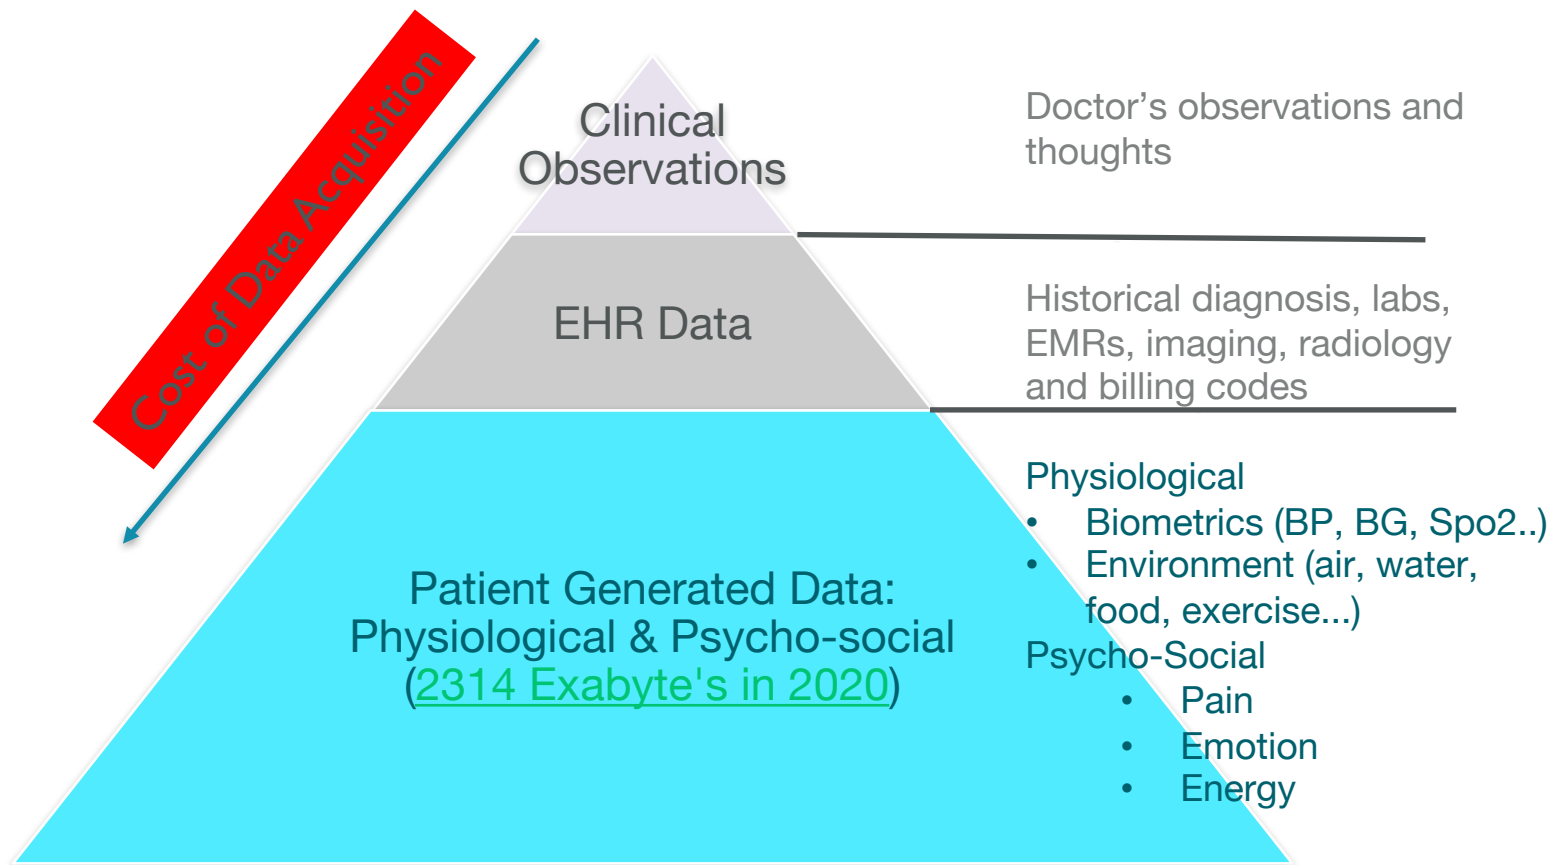 Cost of Data Acquisition
Clinical
Observations
Doctor’s observations and
thoughts
EHR Data
Historical diagnosis, labs,
EMRs, imaging, radiology
and billing codes
Patient Generated Data:
Physiological & Psycho-social
(2314 Exabyte's in 2020)
Physiological
• Biometrics (BP, BG, Spo2..)
• Environment (air, water,
food, exercise...)
Psycho-Social
• Pain
• Emotion
• Energy